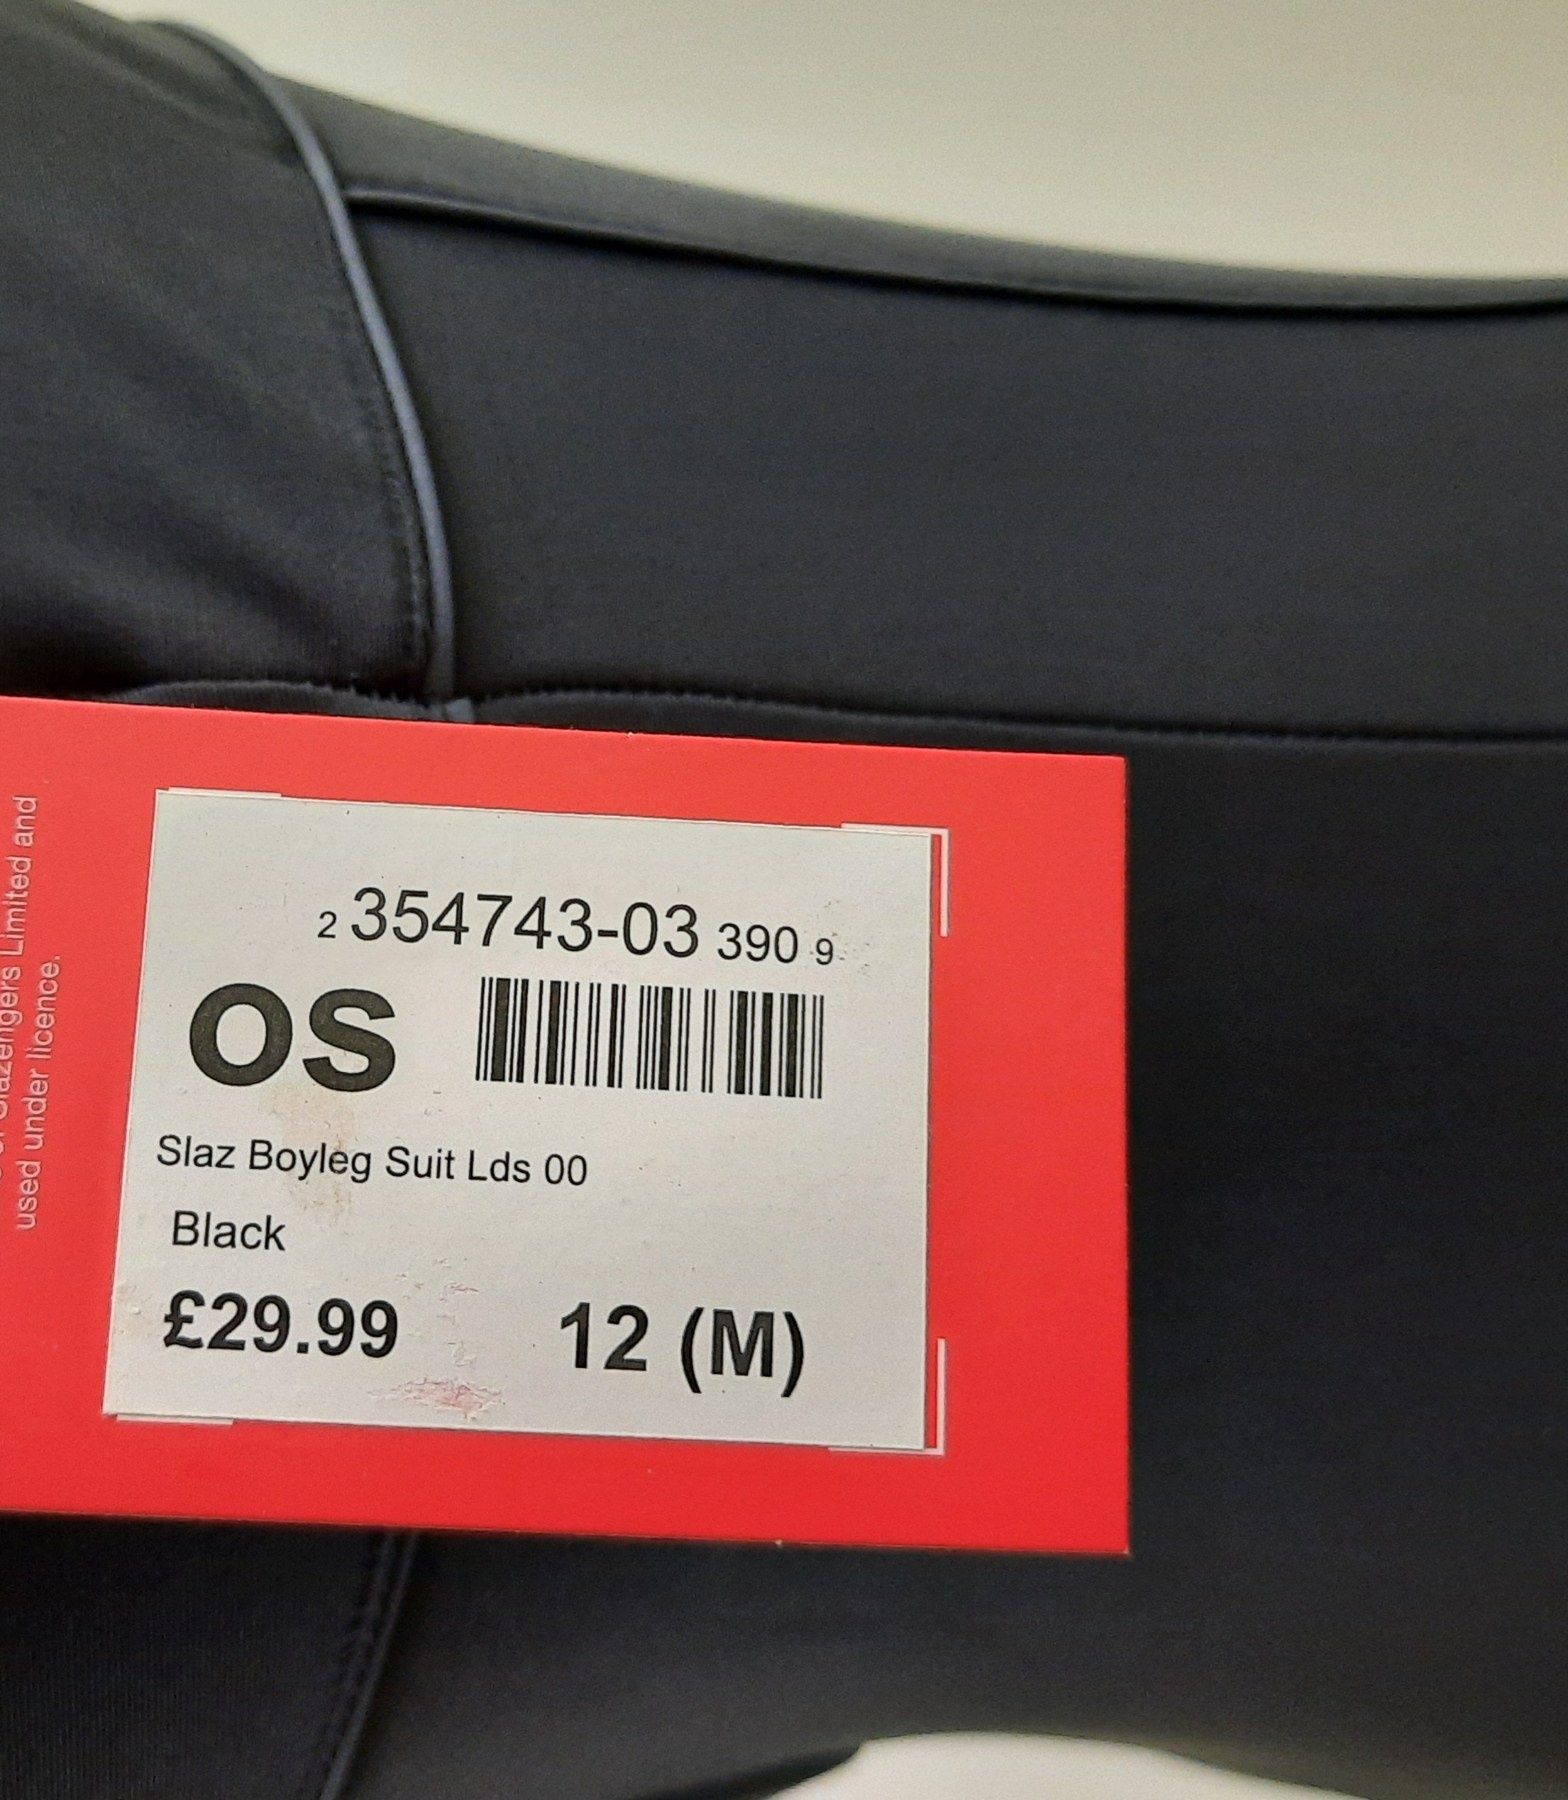 2 354743-03 390 9
OS
Slaz Boyleg Suit Lds 00
Black
£29.99 12 (M)
Slazengers Limited and
used under licence.